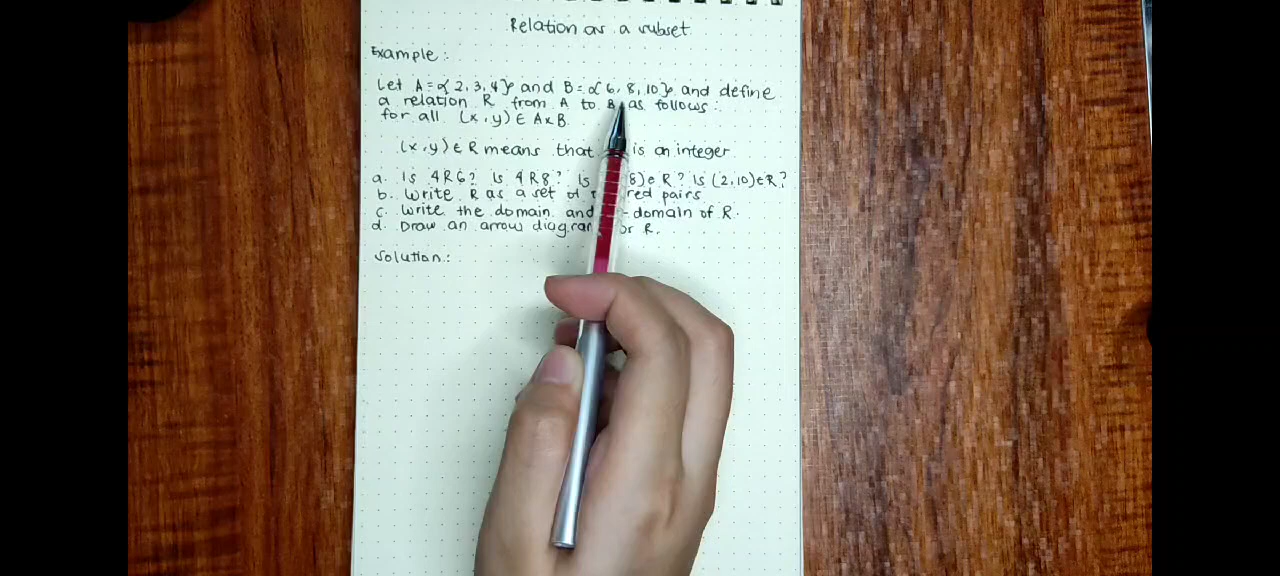 Relation as a subset
Example:
Let A = { 2, 3, 4 } and B = { 6, 8, 10 } and define
a relation R from A to B as follows:
for all (x, y) ∈ A x B
(x, y) ∈ R means that is an integer
a. Is 4R6? Is 4R8? Is 8) ∈ R? Is (2, 10) ∈ R?
b. Write R as a set of red pairs
c. Write the domain and - domain of R.
d. Draw an arrow diagram or R.
Solution: